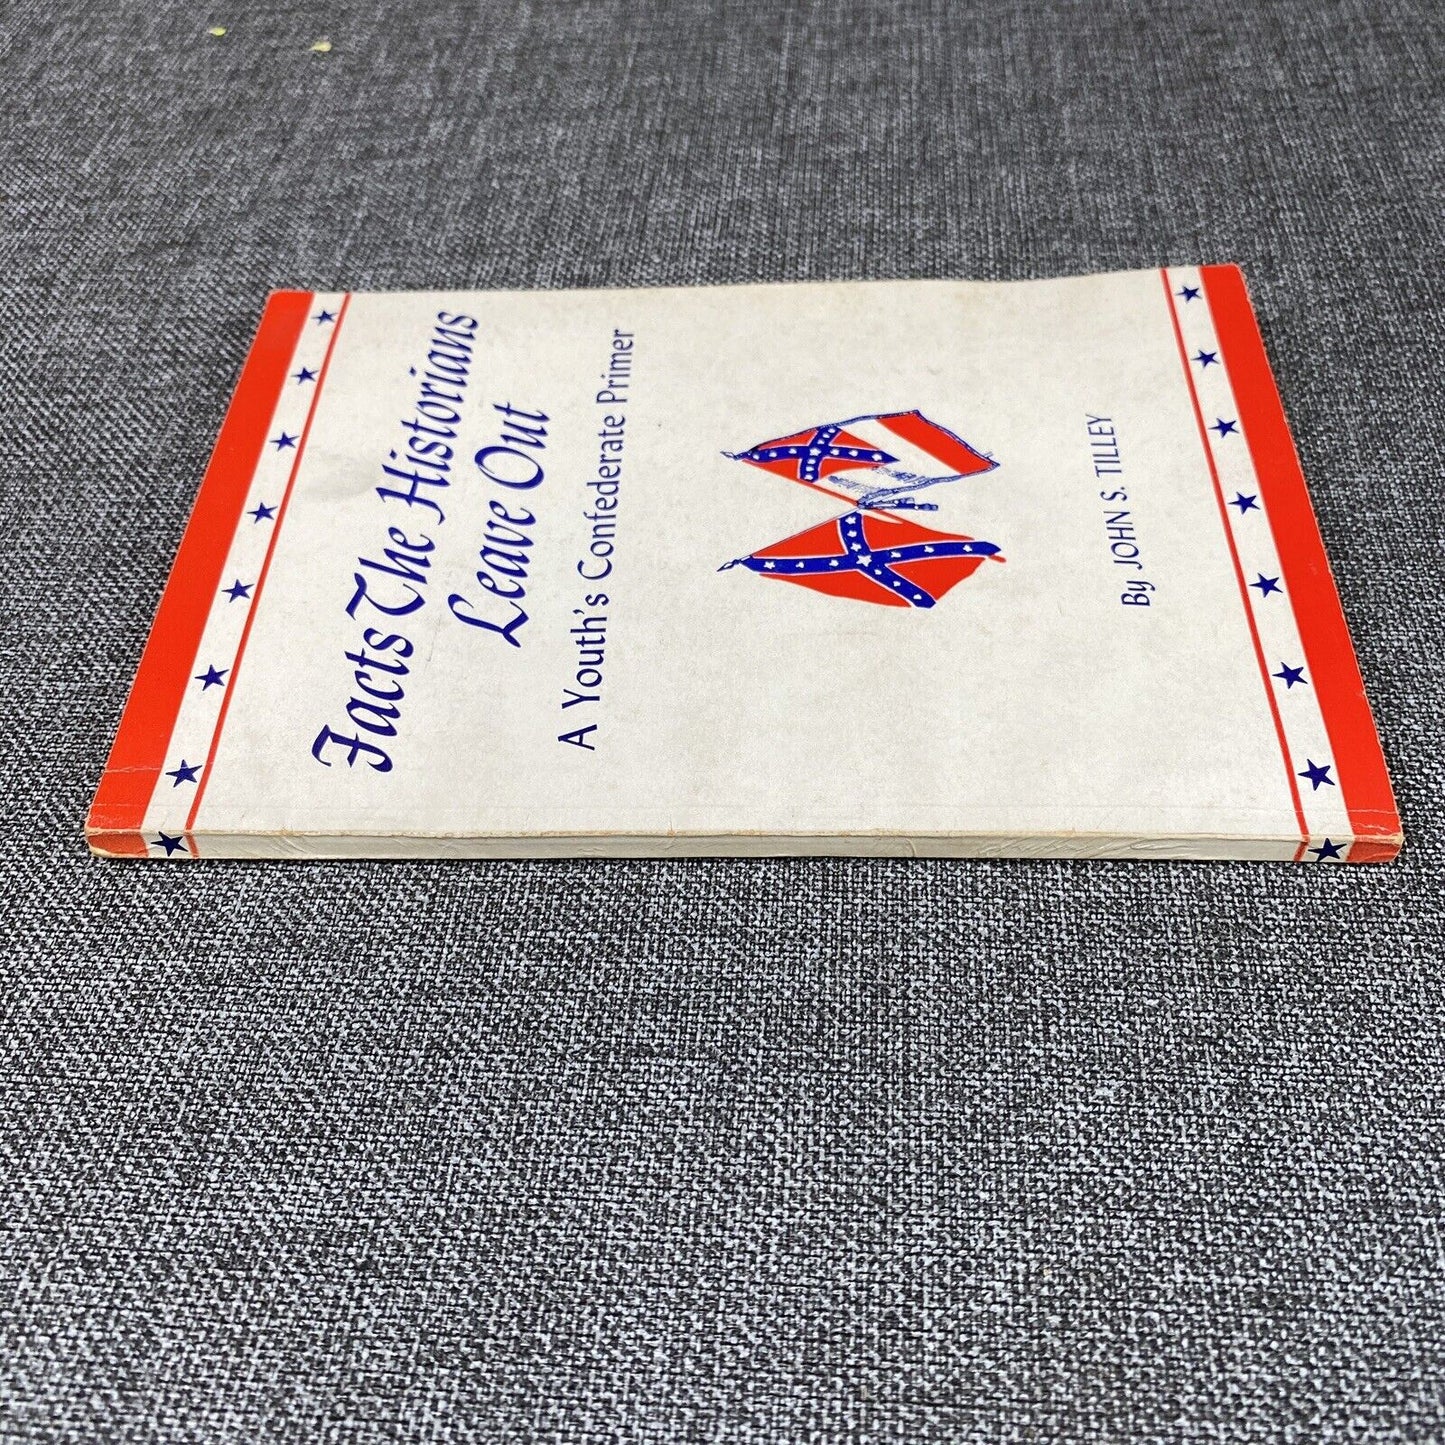 Facts The Historians
Leave Out
A Youth's Confederate Primer
By JOHN S. TILLEY